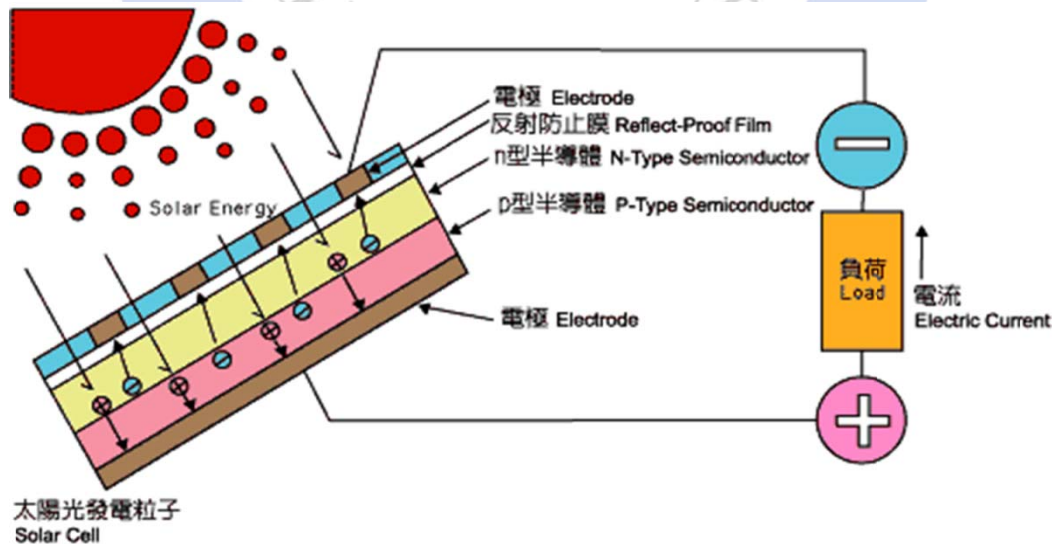 電極 Electrode
反射防止膜 Reflect-Proof Film
n型半導體 N-Type Semiconductor
Solar Energy
p型半導體 P-Type Semiconductor
負荷
Load
電流
Electric Current
電極 Electrode
太陽光發電粒子
Solar Cell